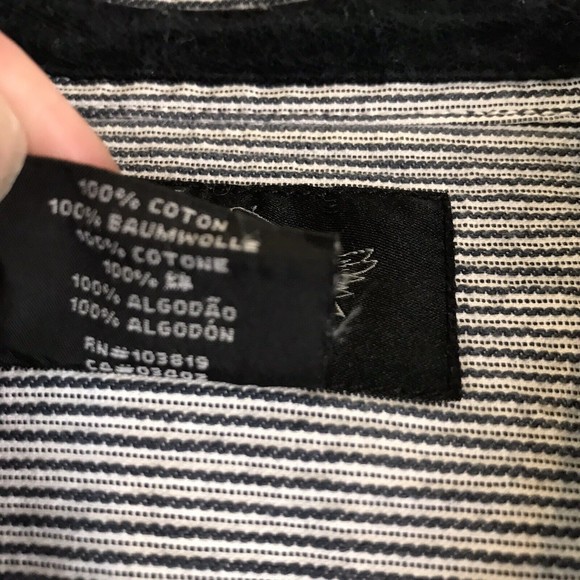 100% COTON
100% BAUMWOLLE
100% COTONE
100% 綿
100% ALGODÃO
100% ALGODÓN
RN#103819